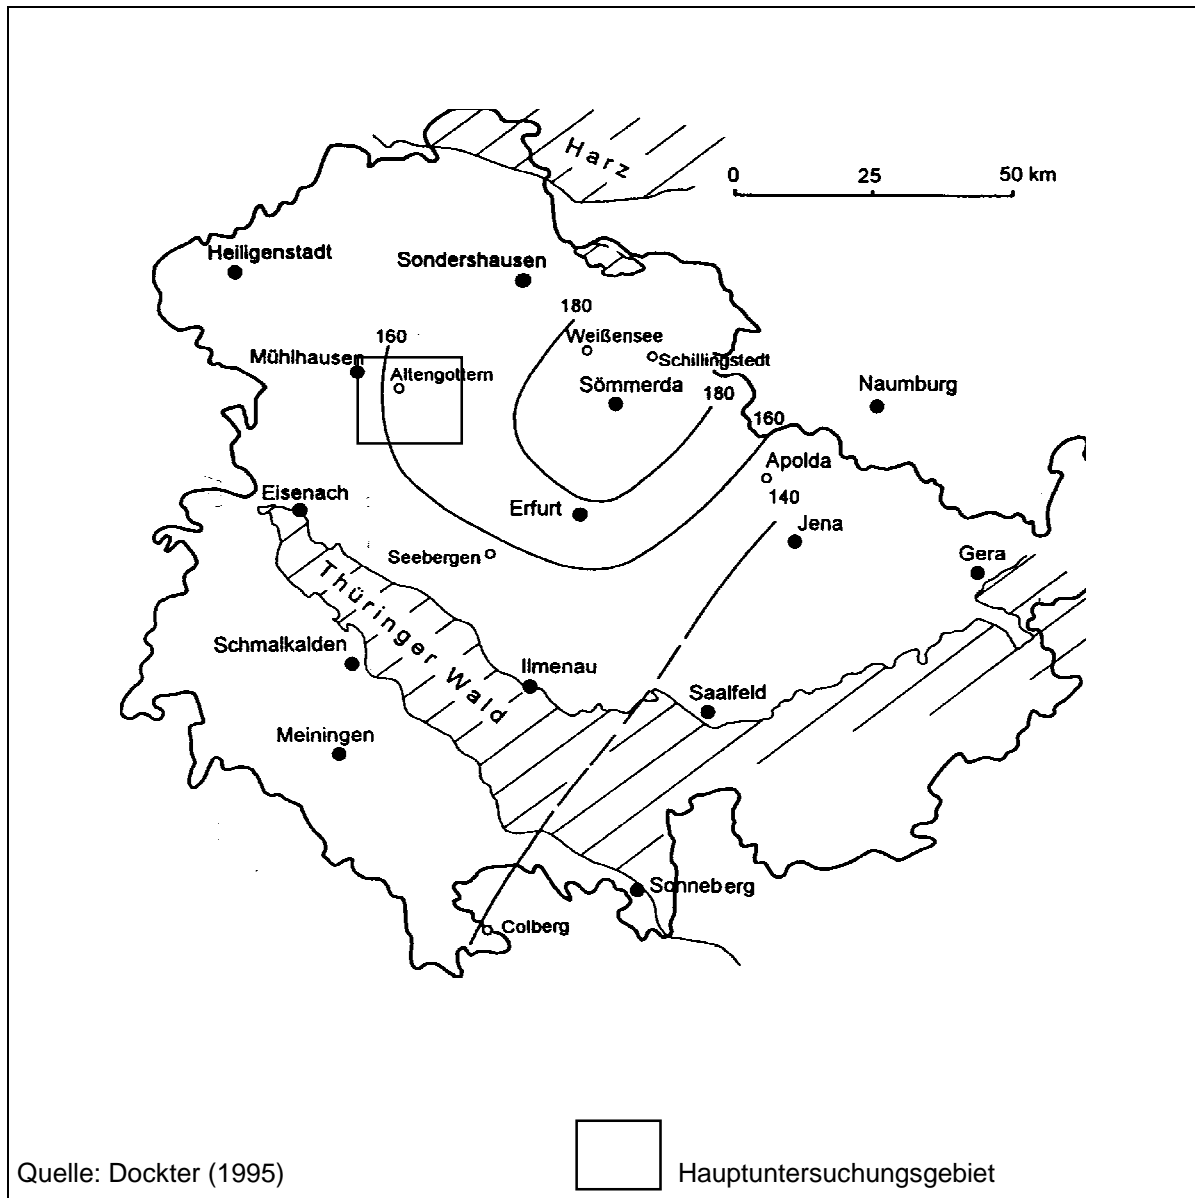 Harz
0 25 50 km
Heiligenstadt
Sondershausen
180
Weißensee
160
Schillingstedt
Mühlhausen
Altengottern
Sömmerda
180
Naumburg
160
Apolda
Eisenach
140
Erfurt
Jena
Seebergen
Gera
Thüringer Wald
Schmalkalden
Ilmenau
Saalfeld
Meiningen
Sonneberg
Colberg
Quelle: Dockter (1995)
Hauptuntersuchungsgebiet